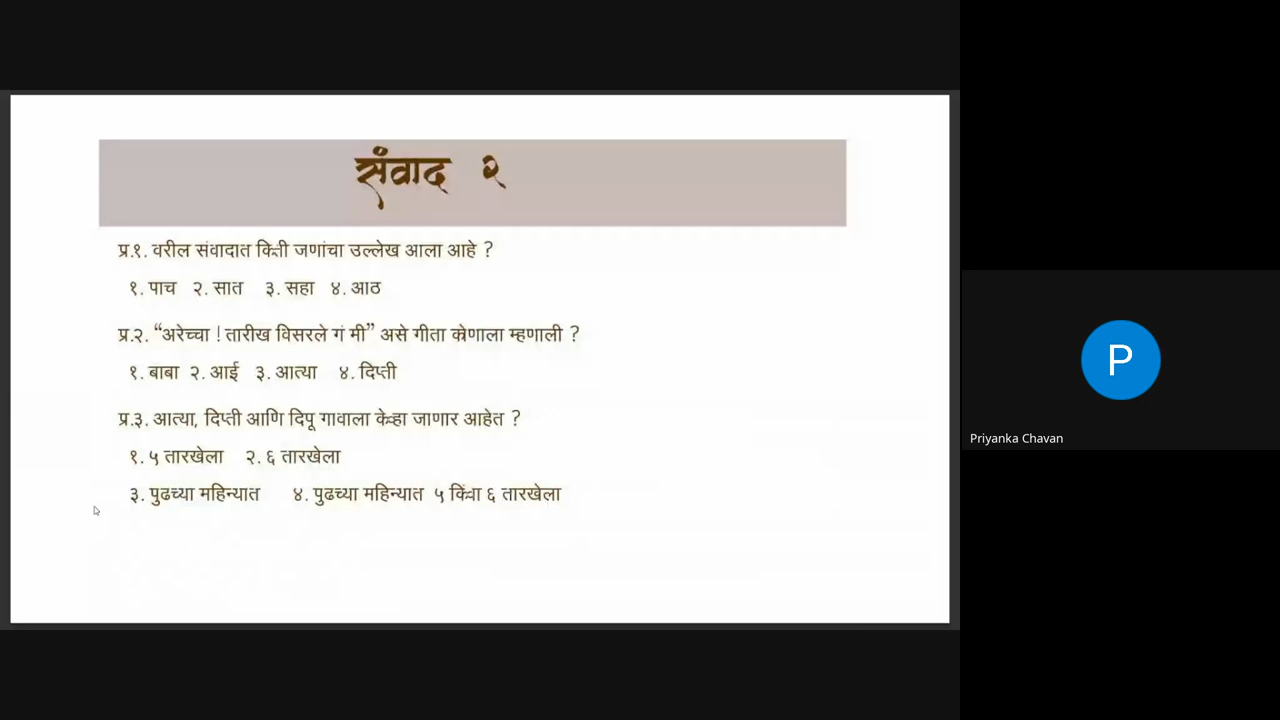 संवाद २
प्र.१. वरील संवादात किती जणांचा उल्लेख आला आहे ?
१. पाच २. सात ३. सहा ४. आठ
प्र.२. “अरेच्चा ! तारीख विसरले गं मी” असे गीता कोणाला म्हणाली ?
१. बाबा २. आई ३. आत्या ४. दिप्ती
प्र.३. आत्या, दिप्ती आणि दिपू गावाला केव्हा जाणार आहेत ?
१. ५ तारखेला २. ६ तारखेला
३. पुढच्या महिन्यात ४. पुढच्या महिन्यात ५ किंवा ६ तारखेला
P
Priyanka Chavan